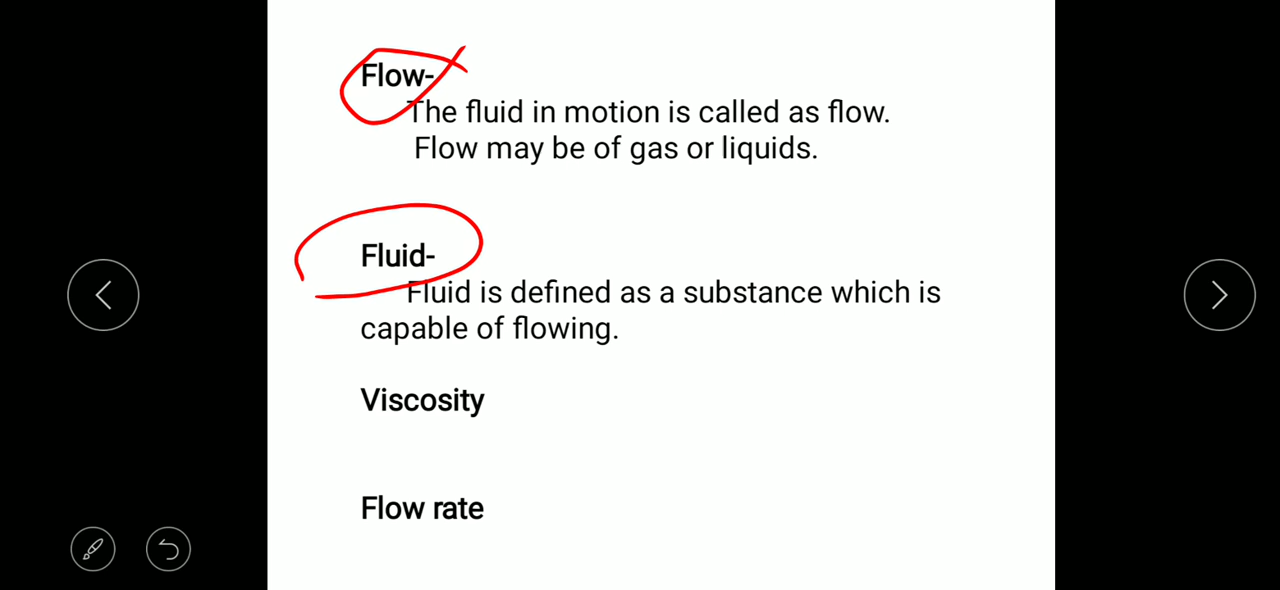 Flow-
The fluid in motion is called as flow.
Flow may be of gas or liquids.
Fluid-
Fluid is defined as a substance which is
capable of flowing.
Viscosity
Flow rate